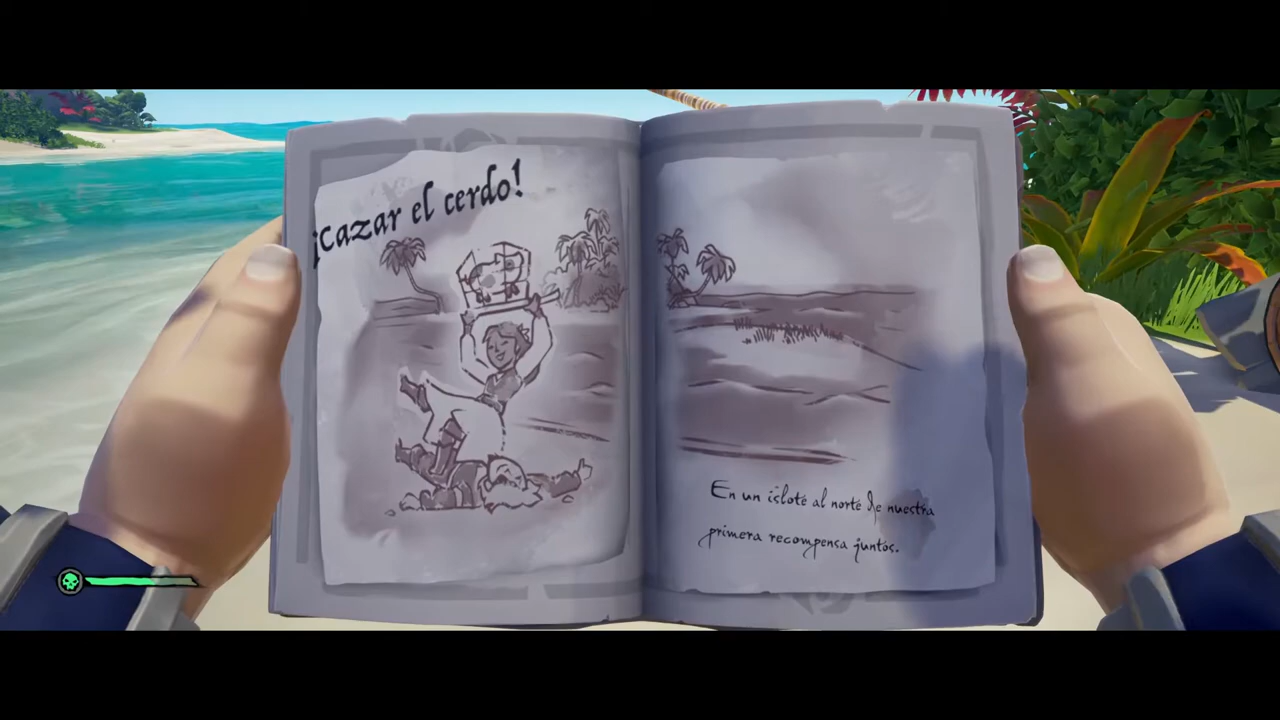 ¡cazar el cerdo!
En un islote al norte de nuestra
primera recompensa juntos.